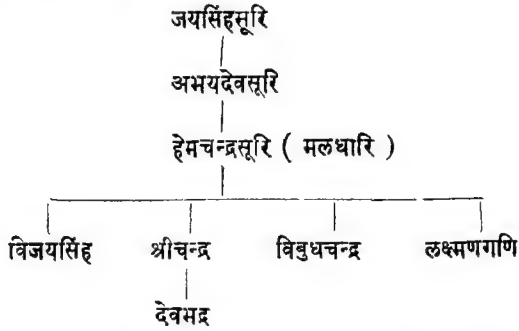 जयसिंहसूरि
अभयदेवसूरि
हेमचन्द्रसूरि ( मलधारि )
विजयसिंह श्रीचन्द्र विबुधचन्द्र लक्ष्मणगणि
देवभद्र